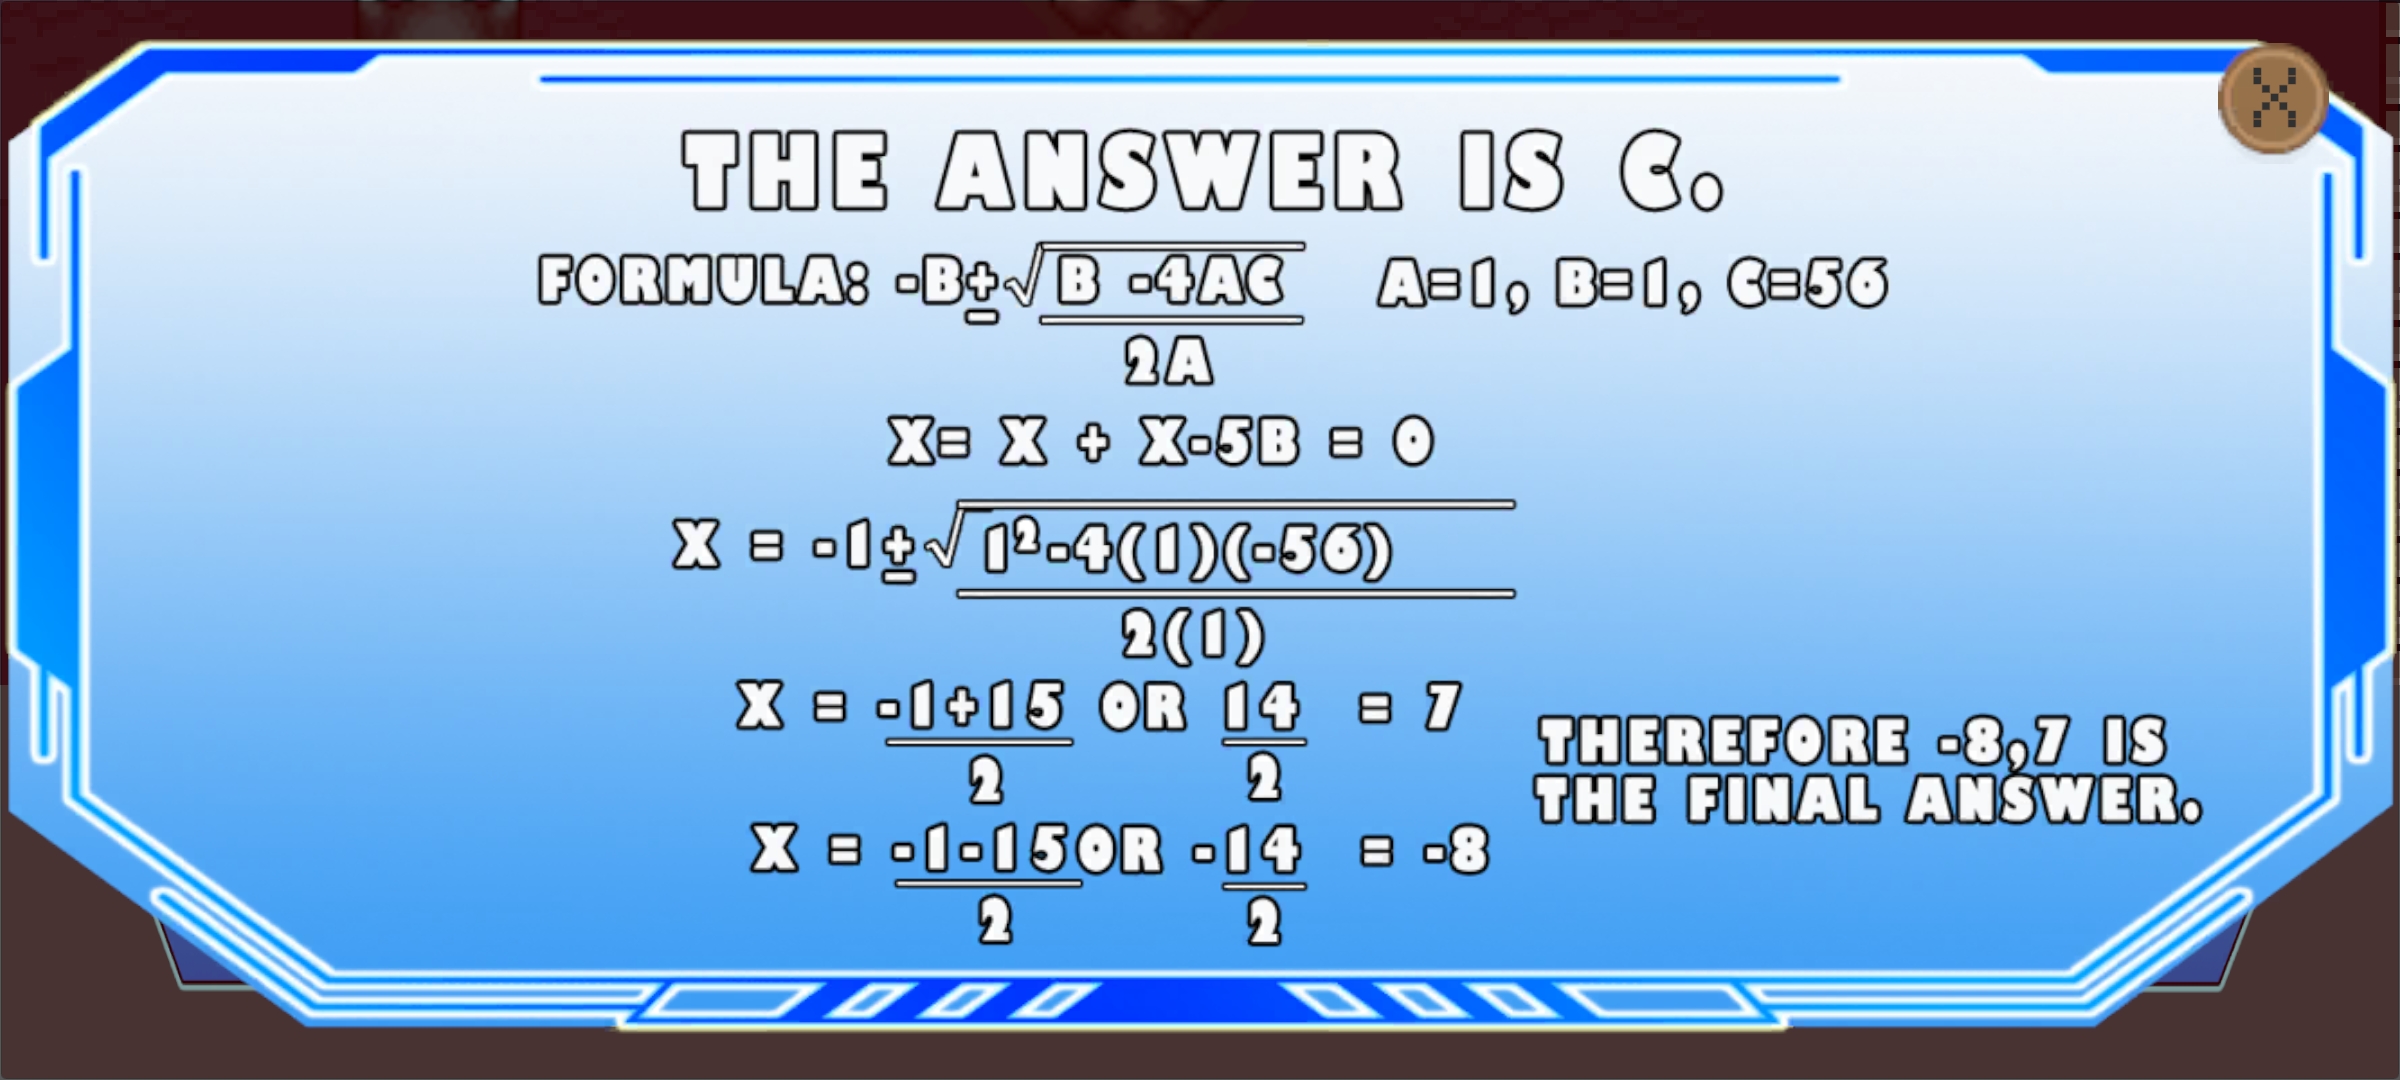 X
THE ANSWER IS C.
FORMULA: -B±√B -4AC A=1, B=1, C=56
2A
X= X + X-5B = 0
X = -1±√1²-4(1)(-56)
2(1)
X = -1+15 OR 14 = 7
2 2
THEREFORE -8,7 IS
THE FINAL ANSWER.
X = -1-15OR -14 = -8
2 2